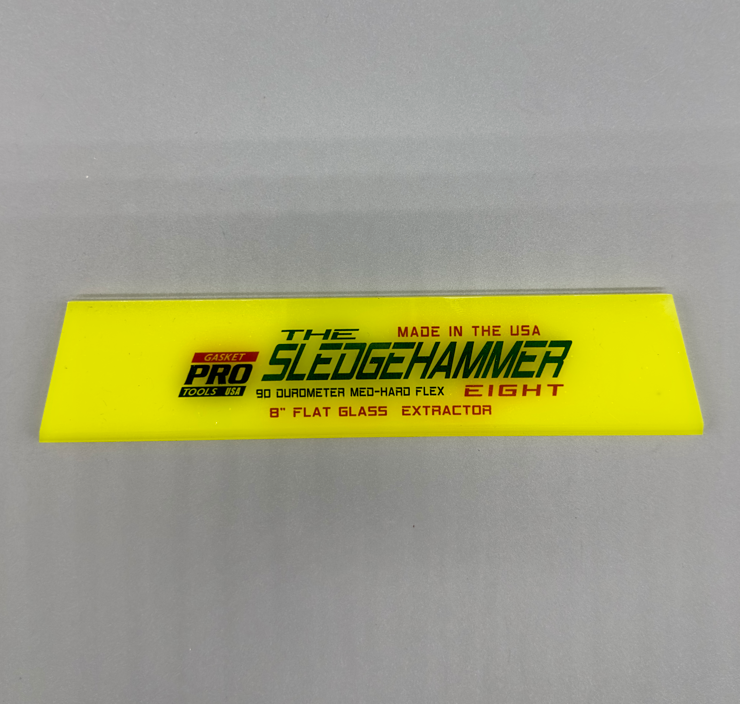 THE
MADE IN THE USA
SLEDGEHAMMER
GASKET
PRO
TOOLS USA
90 DUROMETER MED-HARD FLEX
EIGHT
8" FLAT GLASS EXTRACTOR